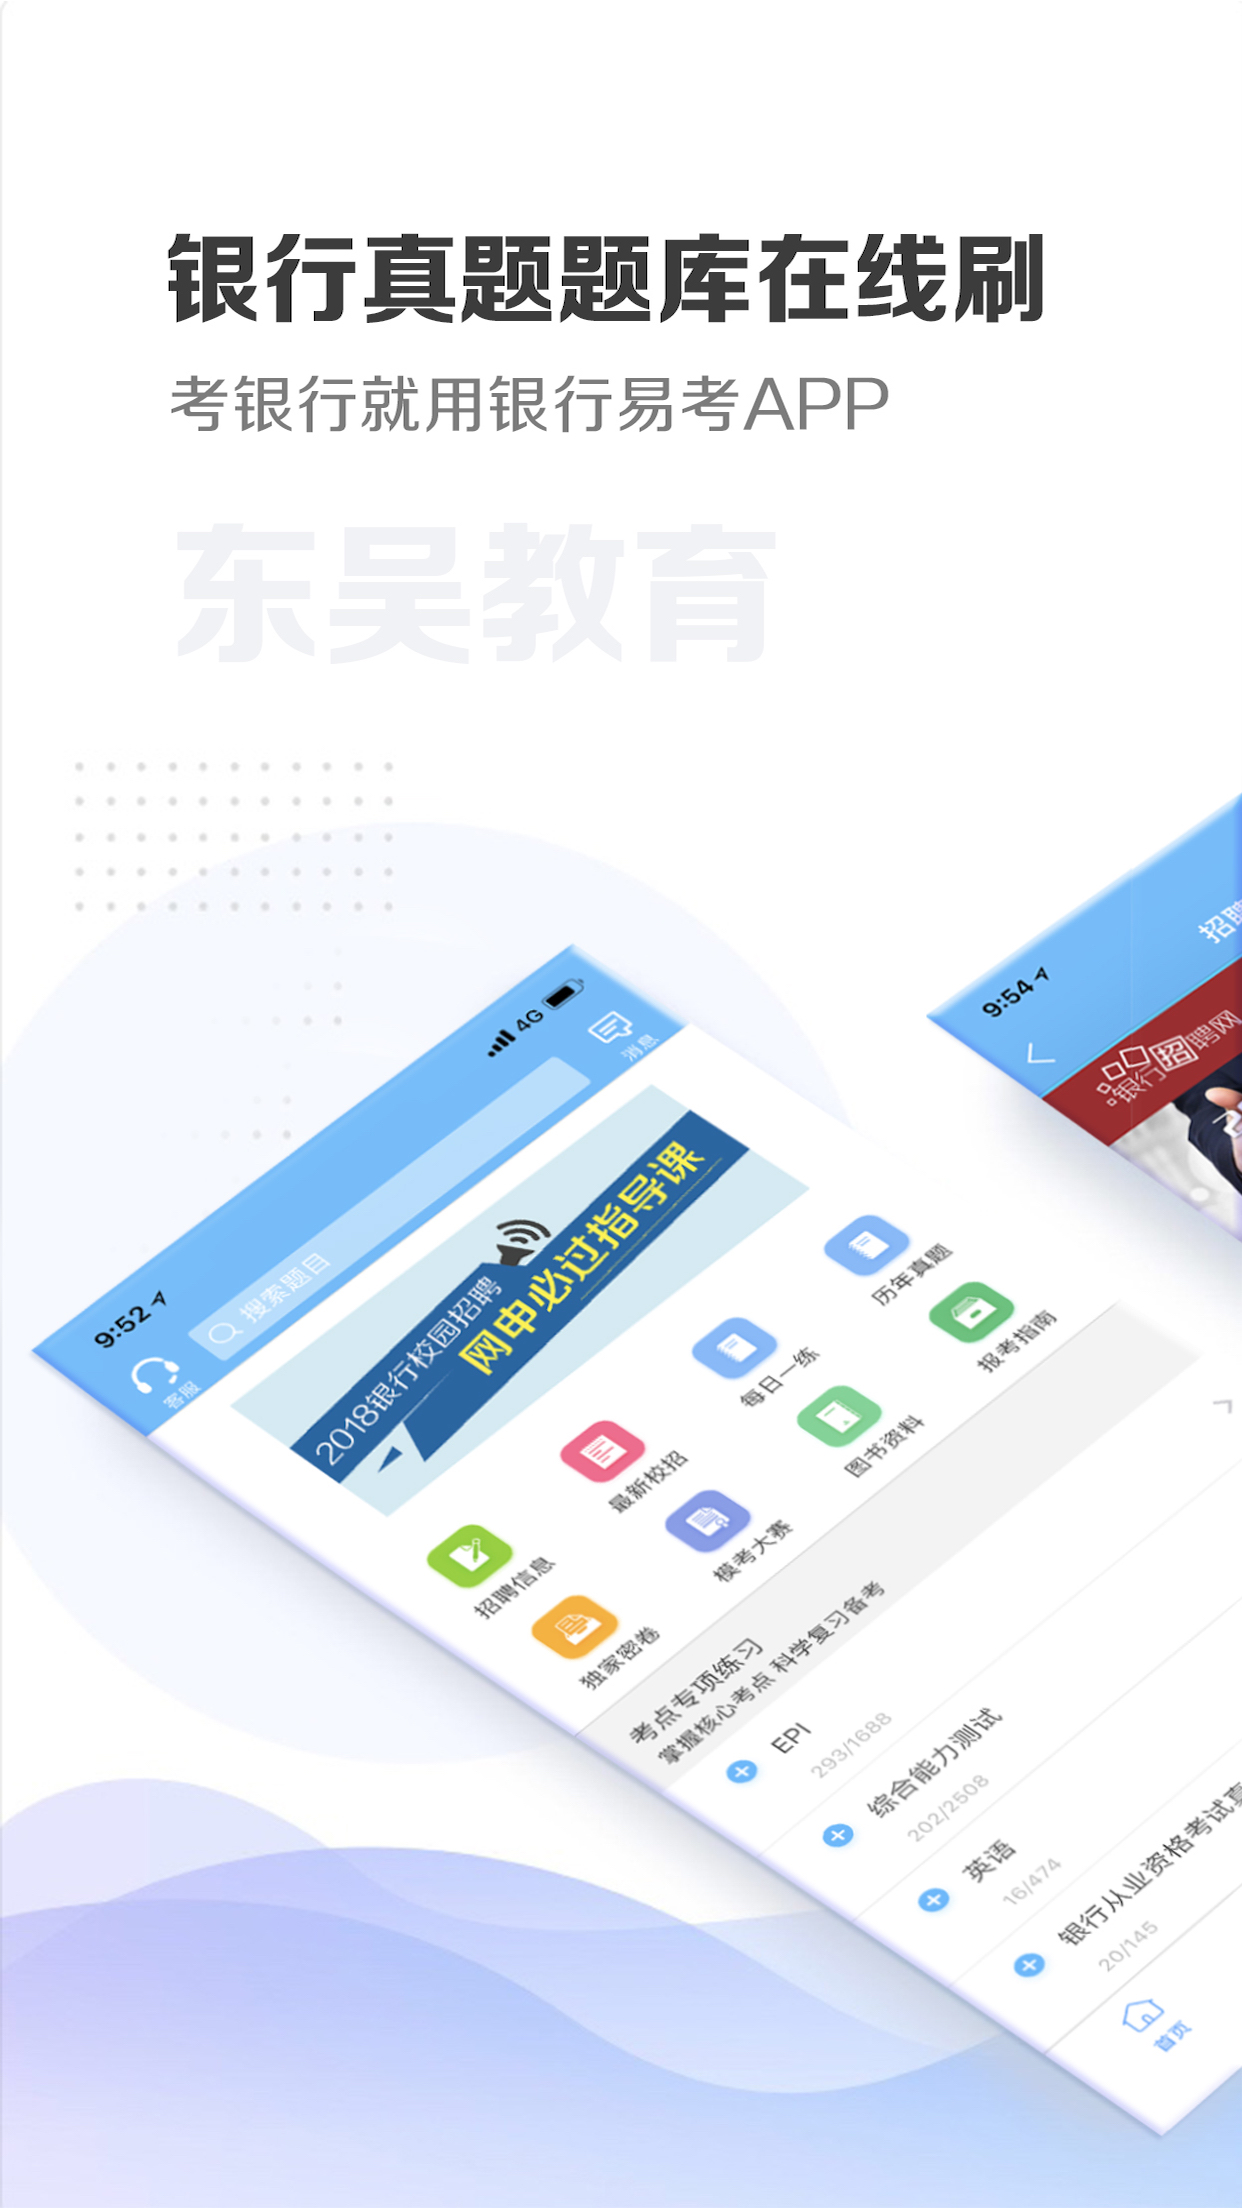 银行真题题库在线刷
考银行就用银行易考APP
东吴教育
9:52
4G
客服
搜索题目
消息
2018银行校园招聘
网申必过指导课
招聘信息
最新校招
每日一练
历年真题
独家密卷
模考大赛
图书资料
报考指南
考点专项练习
掌握核心考点 科学复习备考
EPI
293/1688
综合能力测试
202/2508
英语
16/474
银行从业资格考试真
20/145
首页
9:54
招聘
银行招聘网